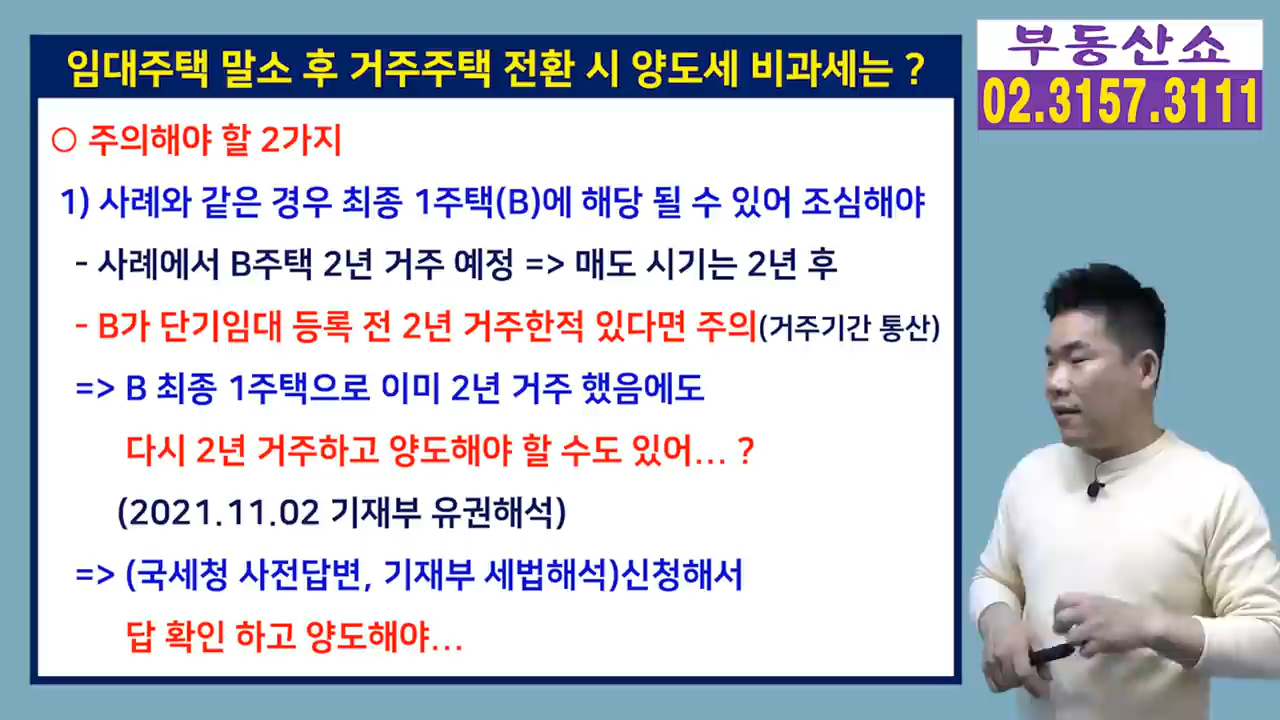 임대주택 말소 후 거주주택 전환 시 양도세 비과세는 ?
부동산쇼
02.3157.3111
○ 주의해야 할 2가지
1) 사례와 같은 경우 최종 1주택(B)에 해당 될 수 있어 조심해야
- 사례에서 B주택 2년 거주 예정 => 매도 시기는 2년 후
- B가 단기임대 등록 전 2년 거주한적 있다면 주의(거주기간 통산)
=> B 최종 1주택으로 이미 2년 거주 했음에도
다시 2년 거주하고 양도해야 할 수도 있어... ?
(2021.11.02 기재부 유권해석)
=> (국세청 사전답변, 기재부 세법해석)신청해서
답 확인 하고 양도해야...